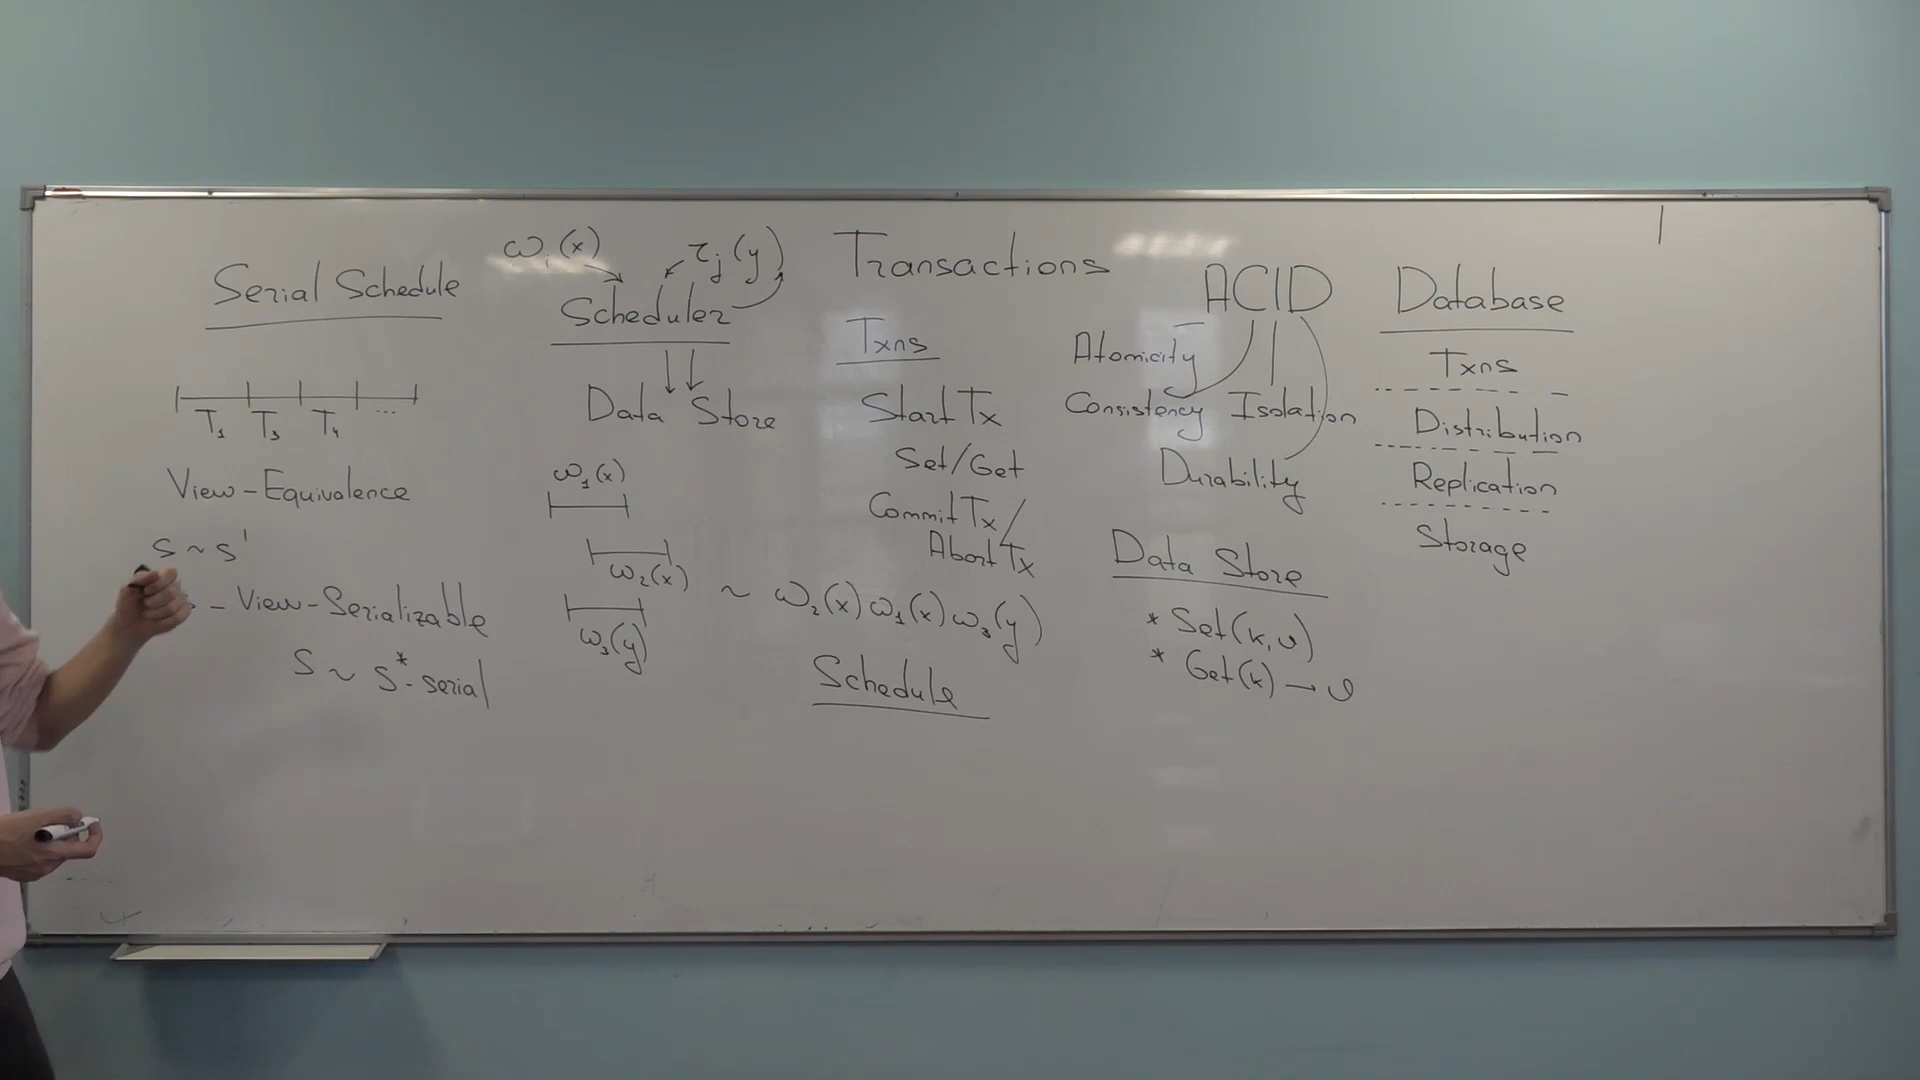 Transactions
Serial Schedule
T₁ T₃ T₄ ...
View-Equivalence
s ~ s'
s - View-Serializable
s ~ s* - serial
ω_i(x) r_j(y)
Scheduler
Data Store
ω₁(x)
ω₂(x)
ω₃(y)
~ ω₂(x) ω₁(x) ω₃(y)
Schedule
Txns
Start Tx
Set/Get
Commit Tx /
Abort Tx
ACID
Atomicity
Consistency Isolation
Durability
Data Store
* Set(k,v)
* Get(k) → v
Database
Txns
Distribution
Replication
Storage